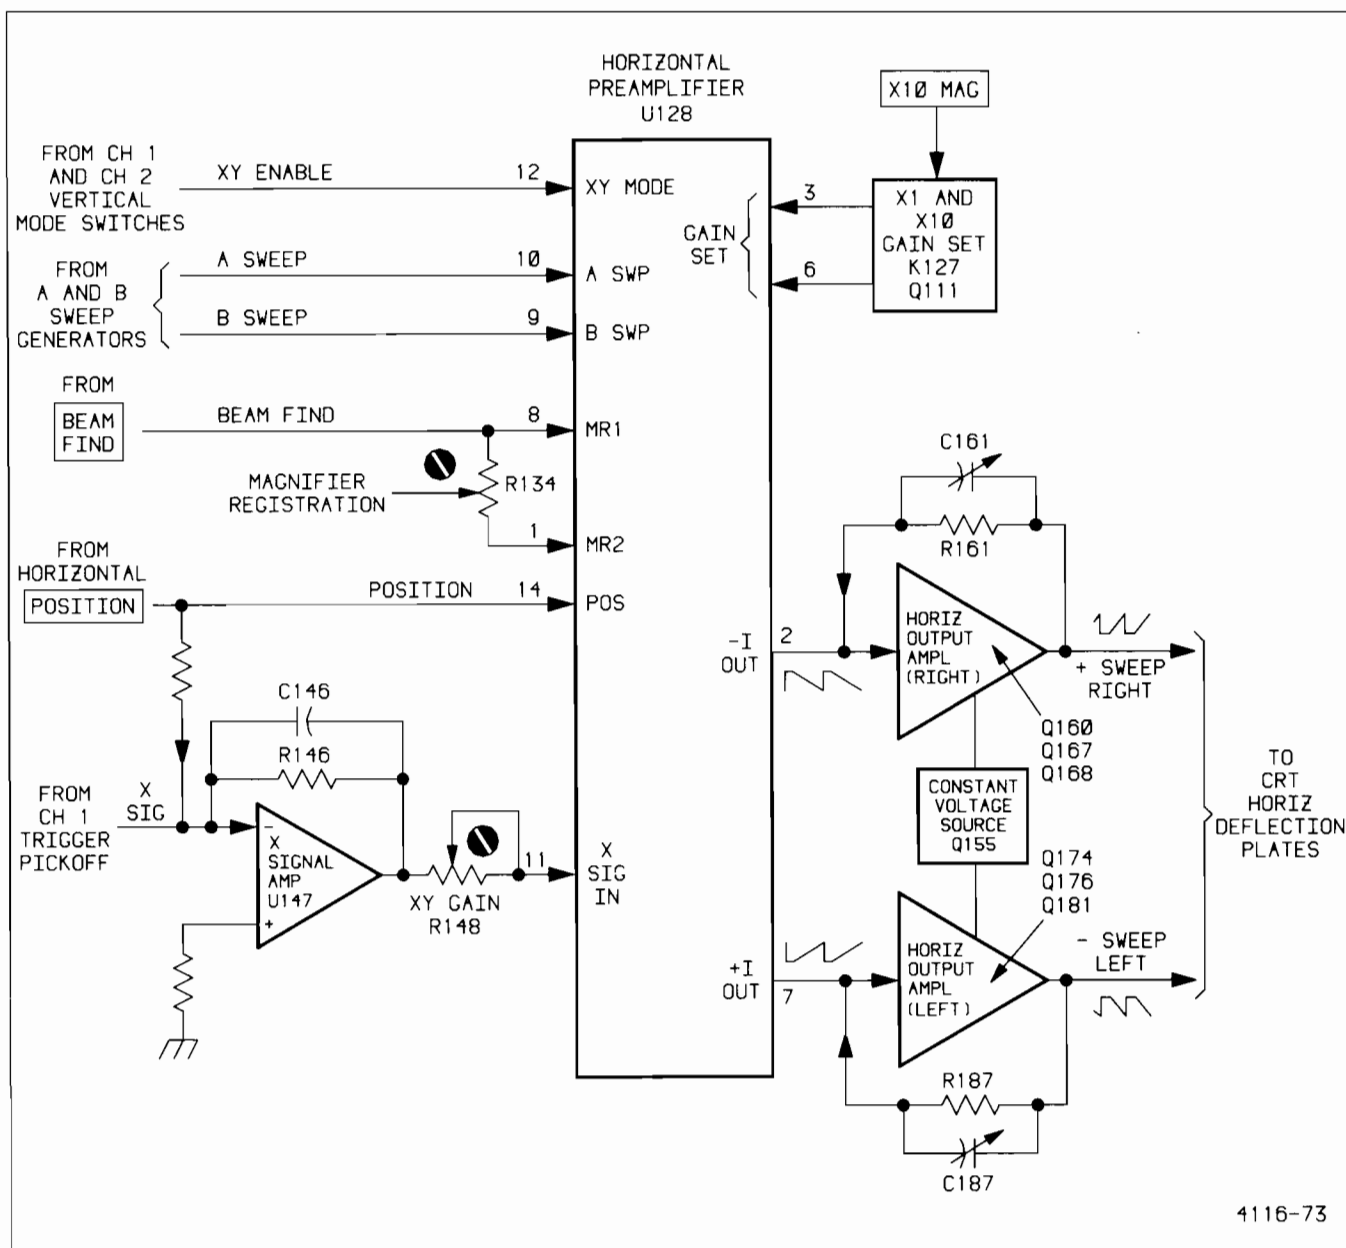 HORIZONTAL
PREAMPLIFIER
U128
X1Ø MAG
FROM CH 1
AND CH 2
VERTICAL
MODE SWITCHES
XY ENABLE
12
XY MODE
GAIN
SET
3
6
X1 AND
X1Ø
GAIN SET
K127
Q111
FROM
A AND B
SWEEP
GENERATORS
A SWEEP
1Ø
A SWP
B SWEEP
9
B SWP
FROM
BEAM
FIND
BEAM FIND
8
MR1
MAGNIFIER
REGISTRATION
R134
1
MR2
FROM
HORIZONTAL
POSITION
POSITION
14
POS
C161
R161
-I
OUT
2
HORIZ
OUTPUT
AMPL
(RIGHT)
+ SWEEP
RIGHT
Q16Ø
Q167
Q168
C146
R146
FROM
CH 1
TRIGGER
PICKOFF
X
SIG
-
X
SIGNAL
AMP
U147
+
XY GAIN
R148
11
X
SIG
IN
CONSTANT
VOLTAGE
SOURCE
Q155
TO
CRT
HORIZ
DEFLECTION
PLATES
Q174
Q176
Q181
+I
OUT
7
HORIZ
OUTPUT
AMPL
(LEFT)
- SWEEP
LEFT
R187
C187
4116-73